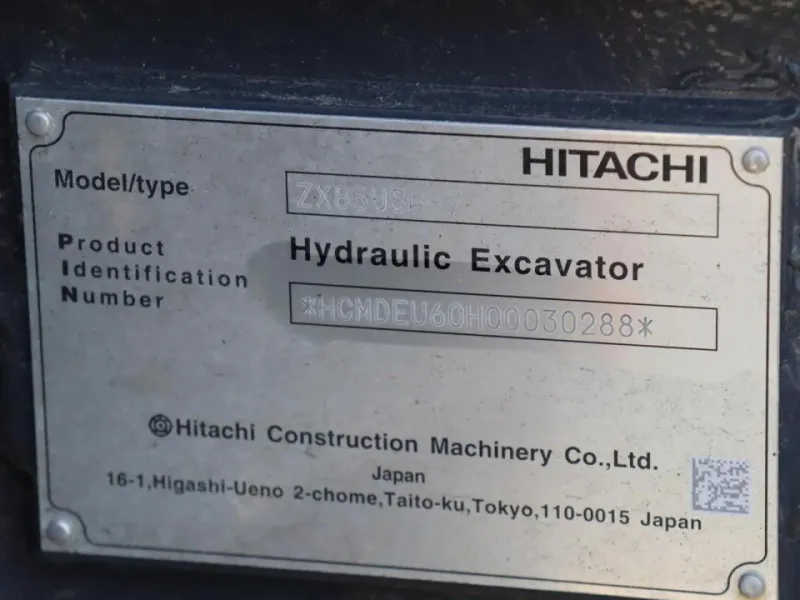 HITACHI
Model/type ZX85USB-7
Hydraulic Excavator
Product
Identification
Number *HCMDEU60H00030288*
Hitachi Construction Machinery Co.,Ltd.
Japan
16-1,Higashi-Ueno 2-chome,Taito-ku,Tokyo,110-0015 Japan